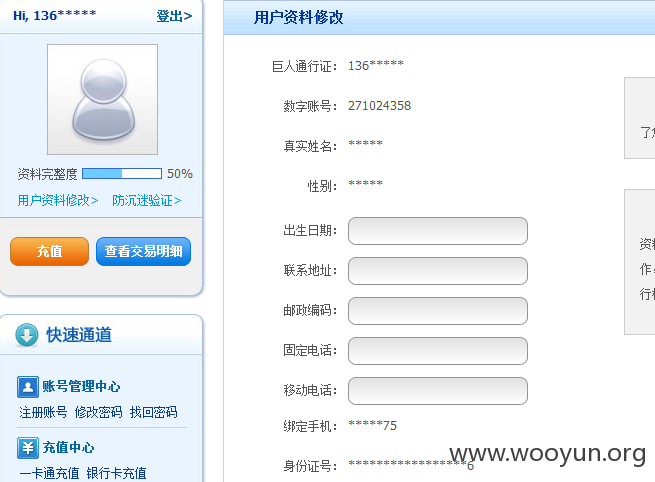 Hi, 136*****
登出>
资料完整度 50%
用户资料修改> 防沉迷验证>
充值 查看交易明细
快速通道
账号管理中心
注册账号 修改密码 找回密码
充值中心
一卡通充值 银行卡充值
用户资料修改
巨人通行证: 136*****
数字账号: 271024358
真实姓名: *****
性别: *****
出生日期:
联系地址:
邮政编码:
固定电话:
移动电话:
绑定手机: *****75
身份证号: *****************6
资料
作,
行
www.wooyun.org